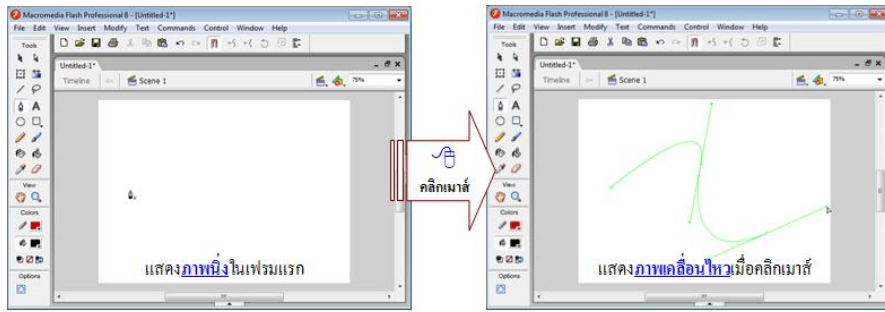 Macromedia Flash Professional 8 - [Untitled-1*]
File Edit View Insert Modify Text Commands Control Window Help
Tools
Untitled-1*
Timeline
Scene 1
75%
View
Colors
Options
แสดงภาพนิ่งในเฟรมแรก
คลิกเมาส์
Macromedia Flash Professional 8 - [Untitled-1*]
File Edit View Insert Modify Text Commands Control Window Help
Tools
Untitled-1*
Timeline
Scene 1
75%
View
Colors
Options
แสดงภาพเคลื่อนไหวเมื่อคลิกเมาส์